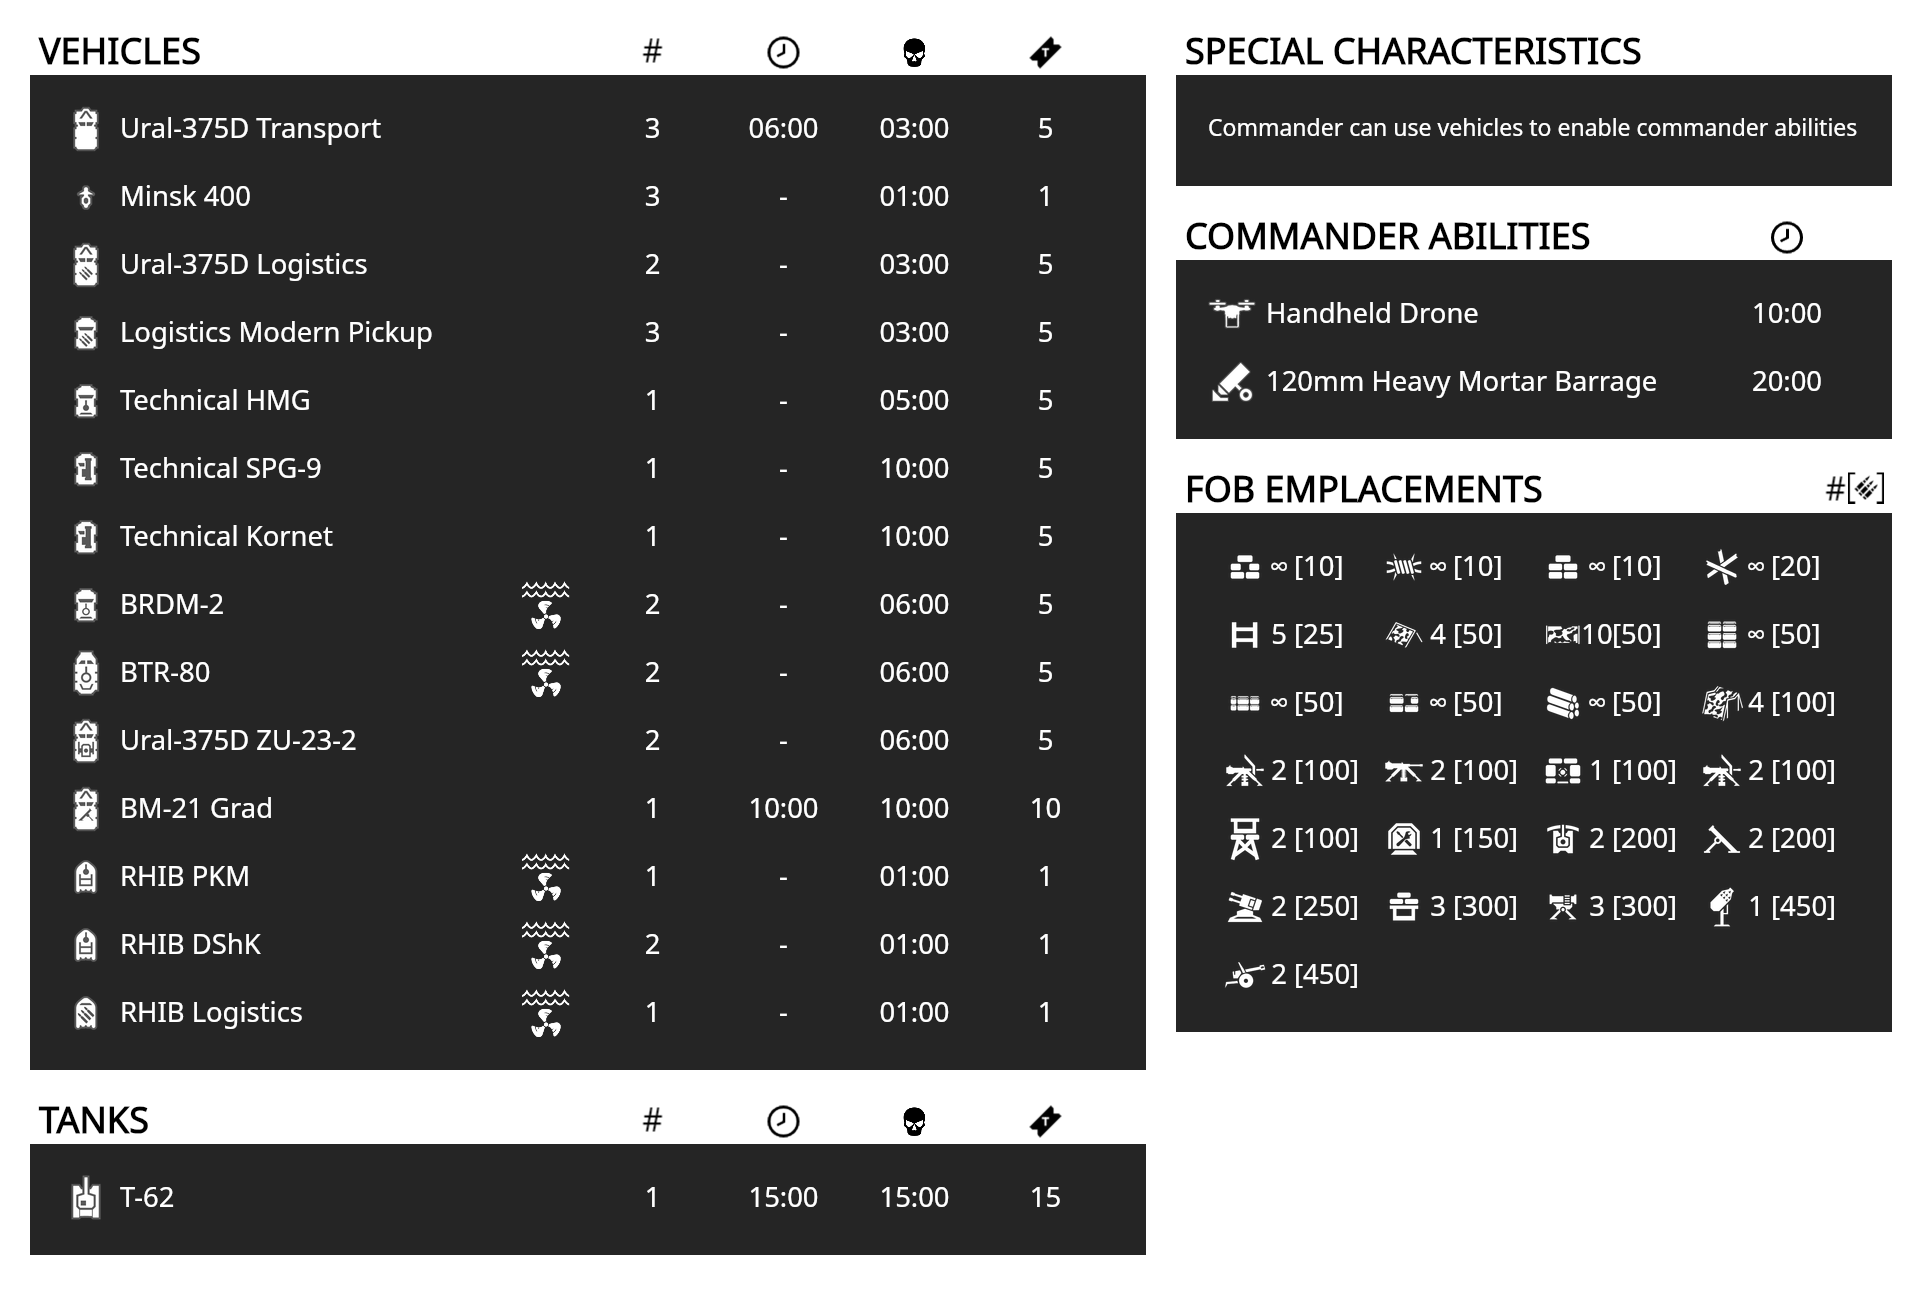 VEHICLES #
Ural-375D Transport 3 06:00 03:00 5
Minsk 400 3 - 01:00 1
Ural-375D Logistics 2 - 03:00 5
Logistics Modern Pickup 3 - 03:00 5
Technical HMG 1 - 05:00 5
Technical SPG-9 1 - 10:00 5
Technical Kornet 1 - 10:00 5
BRDM-2 2 - 06:00 5
BTR-80 2 - 06:00 5
Ural-375D ZU-23-2 2 - 06:00 5
BM-21 Grad 1 10:00 10:00 10
RHIB PKM 1 - 01:00 1
RHIB DShK 2 - 01:00 1
RHIB Logistics 1 - 01:00 1
TANKS #
T-62 1 15:00 15:00 15
SPECIAL CHARACTERISTICS
Commander can use vehicles to enable commander abilities
COMMANDER ABILITIES
Handheld Drone 10:00
120mm Heavy Mortar Barrage 20:00
FOB EMPLACEMENTS #[]
∞ [10] ∞ [10] ∞ [10] ∞ [20]
5 [25] 4 [50] 10[50] ∞ [50]
∞ [50] ∞ [50] ∞ [50] 4 [100]
2 [100] 2 [100] 1 [100] 2 [100]
2 [100] 1 [150] 2 [200] 2 [200]
2 [250] 3 [300] 3 [300] 1 [450]
2 [450]